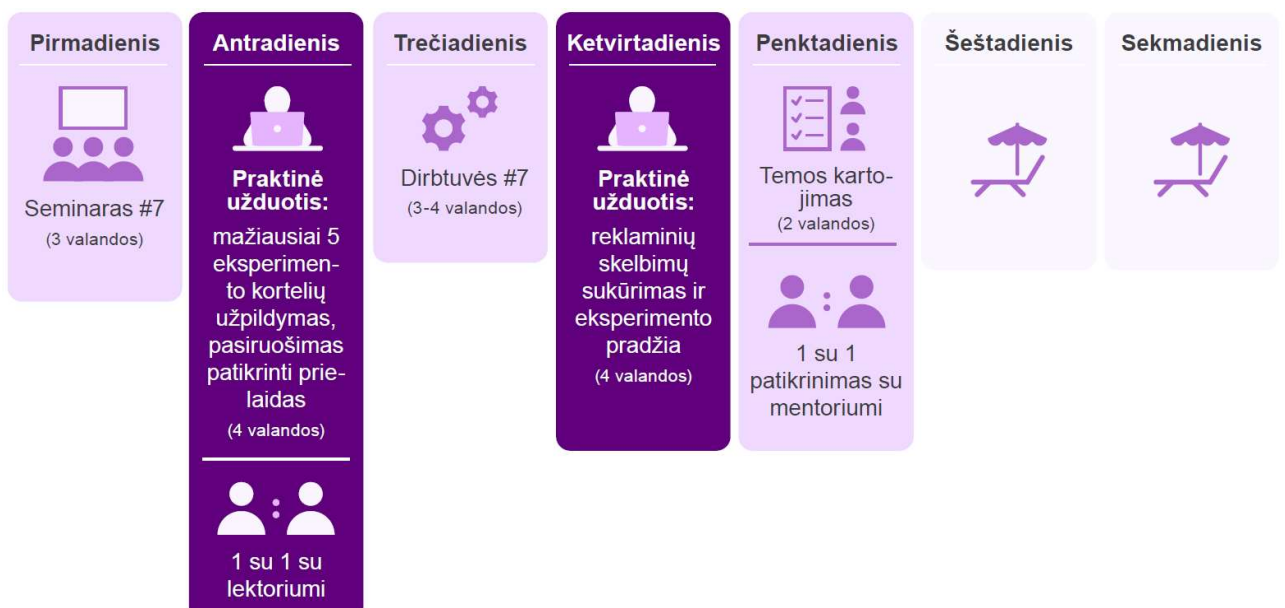 Pirmadienis
Seminaras #7
(3 valandos)
Antradienis
Praktinė
užduotis:
mažiausiai 5
eksperimen-
to kortelių
užpildymas,
pasiruošimas
patikrinti prie-
laidas
(4 valandos)
1 su 1 su
lektoriumi
Trečiadienis
Dirbtuvės #7
(3-4 valandos)
Ketvirtadienis
Praktinė
užduotis:
reklaminių
skelbimų
sukūrimas ir
eksperimento
pradžia
(4 valandos)
Penktadienis
Temos karto-
jimas
(2 valandos)
1 su 1
patikrinimas su
mentoriumi
Šeštadienis
Sekmadienis